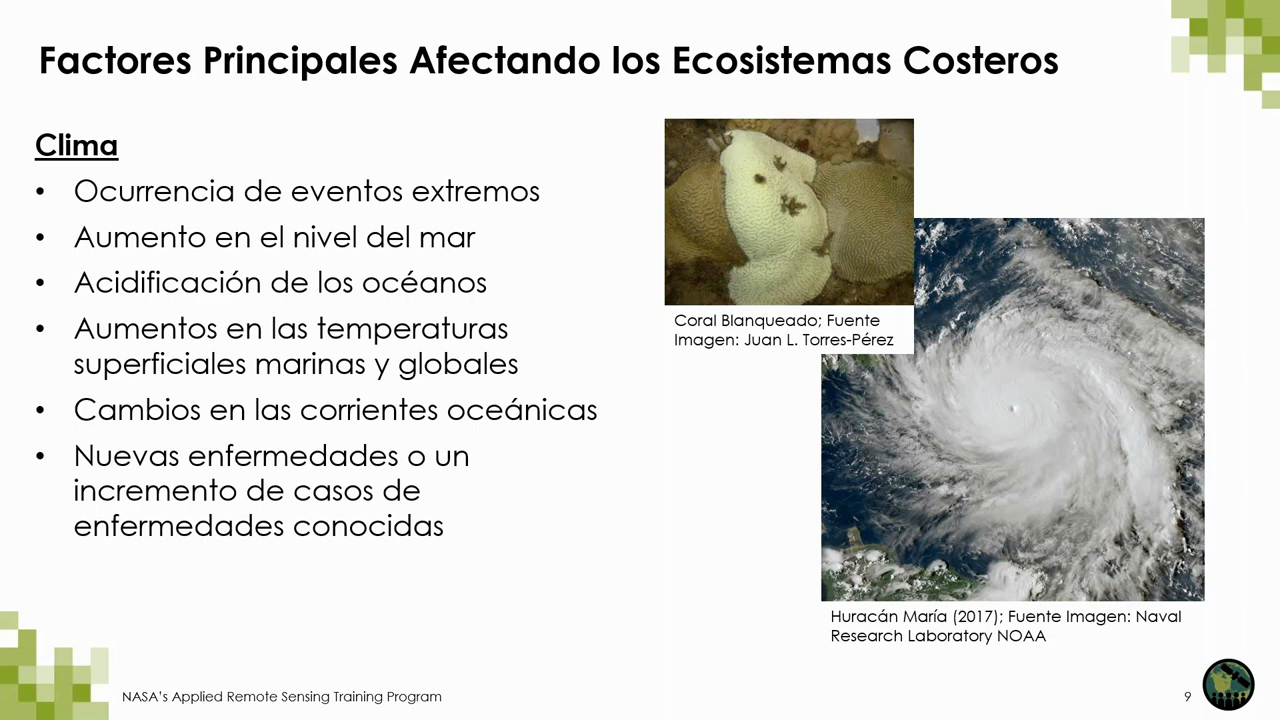 Factores Principales Afectando los Ecosistemas Costeros
Clima
• Ocurrencia de eventos extremos
• Aumento en el nivel del mar
• Acidificación de los océanos
• Aumentos en las temperaturas
superficiales marinas y globales
• Cambios en las corrientes oceánicas
• Nuevas enfermedades o un
incremento de casos de
enfermedades conocidas
Coral Blanqueado; Fuente
Imagen: Juan L. Torres-Pérez
Huracán María (2017); Fuente Imagen: Naval
Research Laboratory NOAA
NASA's Applied Remote Sensing Training Program
9